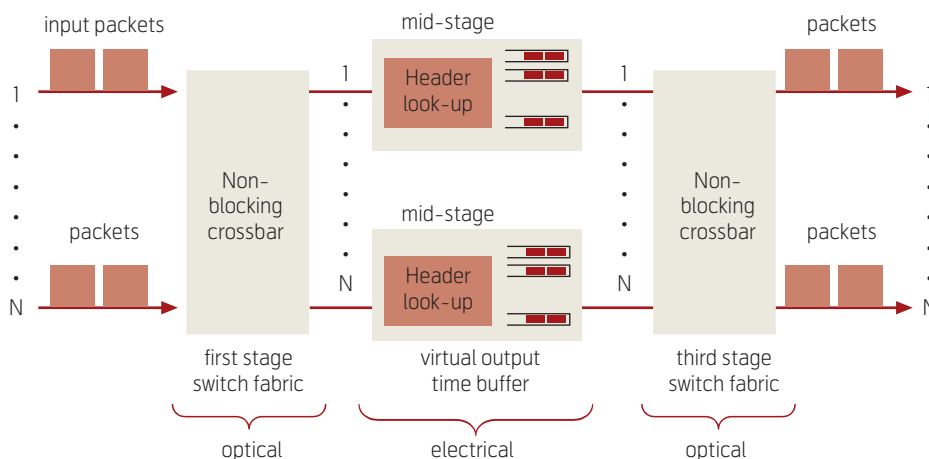 input packets
mid-stage
packets
1
1
Header
look-up
1
1
Non-
blocking
crossbar
Non-
blocking
crossbar
packets
mid-stage
packets
N
N
Header
look-up
N
N
first stage
switch fabric
virtual output
time buffer
third stage
switch fabric
optical
electrical
optical